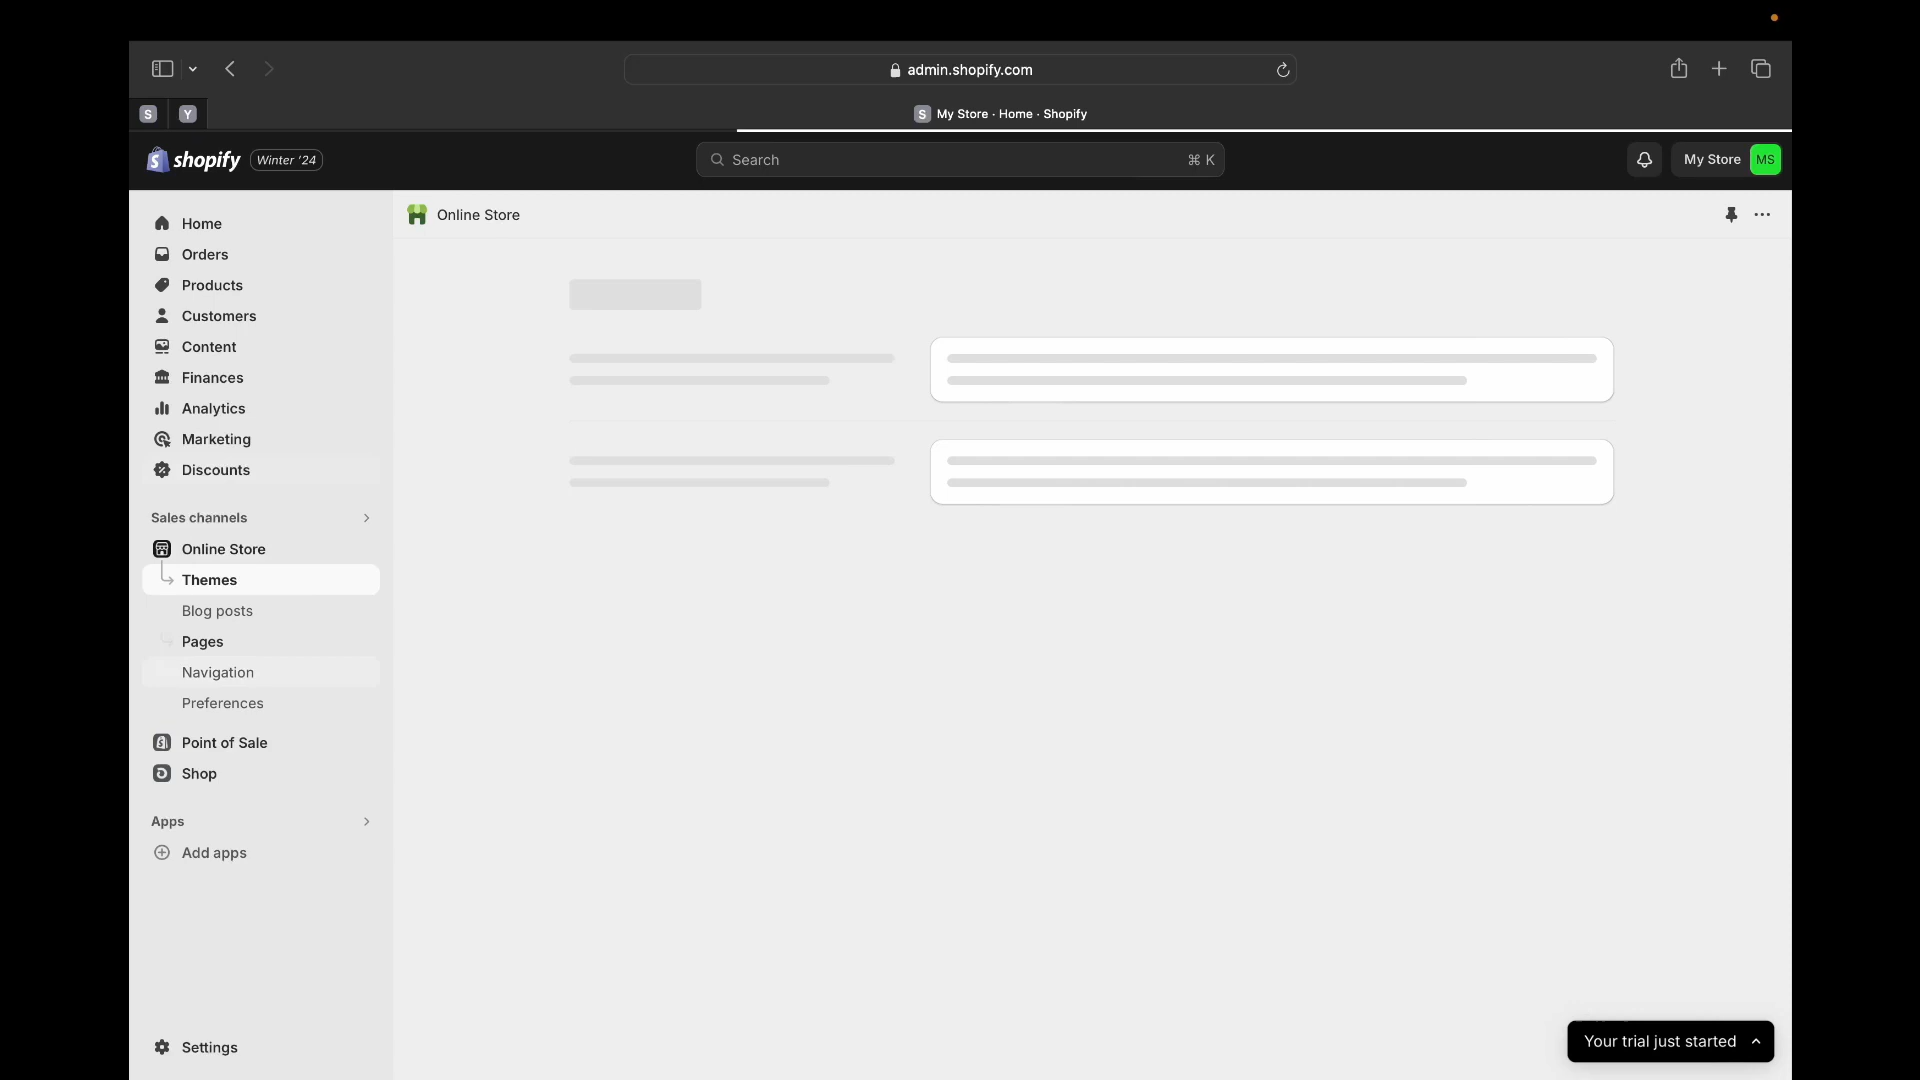 admin.shopify.com
S
Y
S My Store · Home · Shopify
shopify Winter '24
Search ⌘ K
My Store MS
Online Store
Home
Orders
Products
Customers
Content
Finances
Analytics
Marketing
Discounts
Sales channels
Online Store
Themes
Blog posts
Pages
Navigation
Preferences
Point of Sale
Shop
Apps
Add apps
Settings
Your trial just started